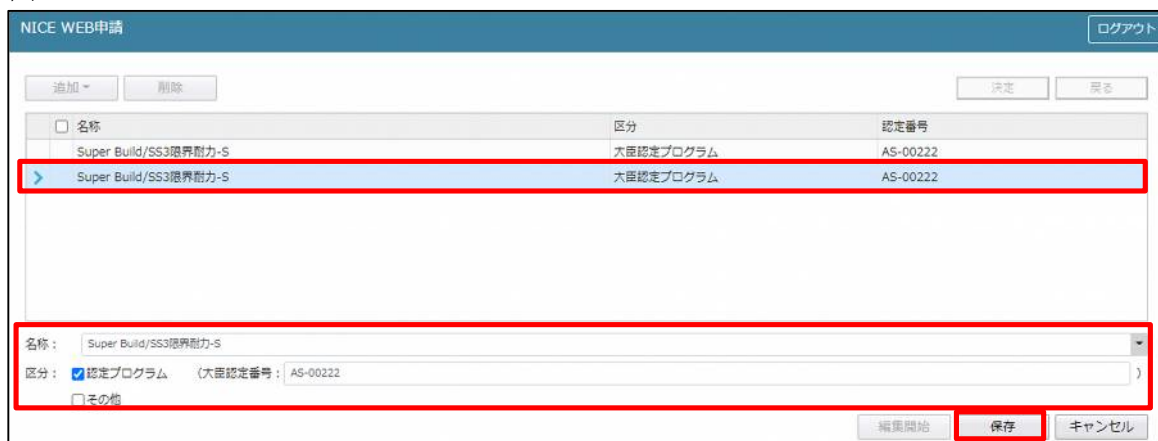 NICE WEB申請 ログアウト
追加 削除 決定 戻る
名称 区分 認定番号
Super Build/SS3限界耐力-S 大臣認定プログラム AS-00222
Super Build/SS3限界耐力-S 大臣認定プログラム AS-00222
名称： Super Build/SS3限界耐力-S
区分： 認定プログラム （大臣認定番号： AS-00222 ）
その他
編集開始 保存 キャンセル